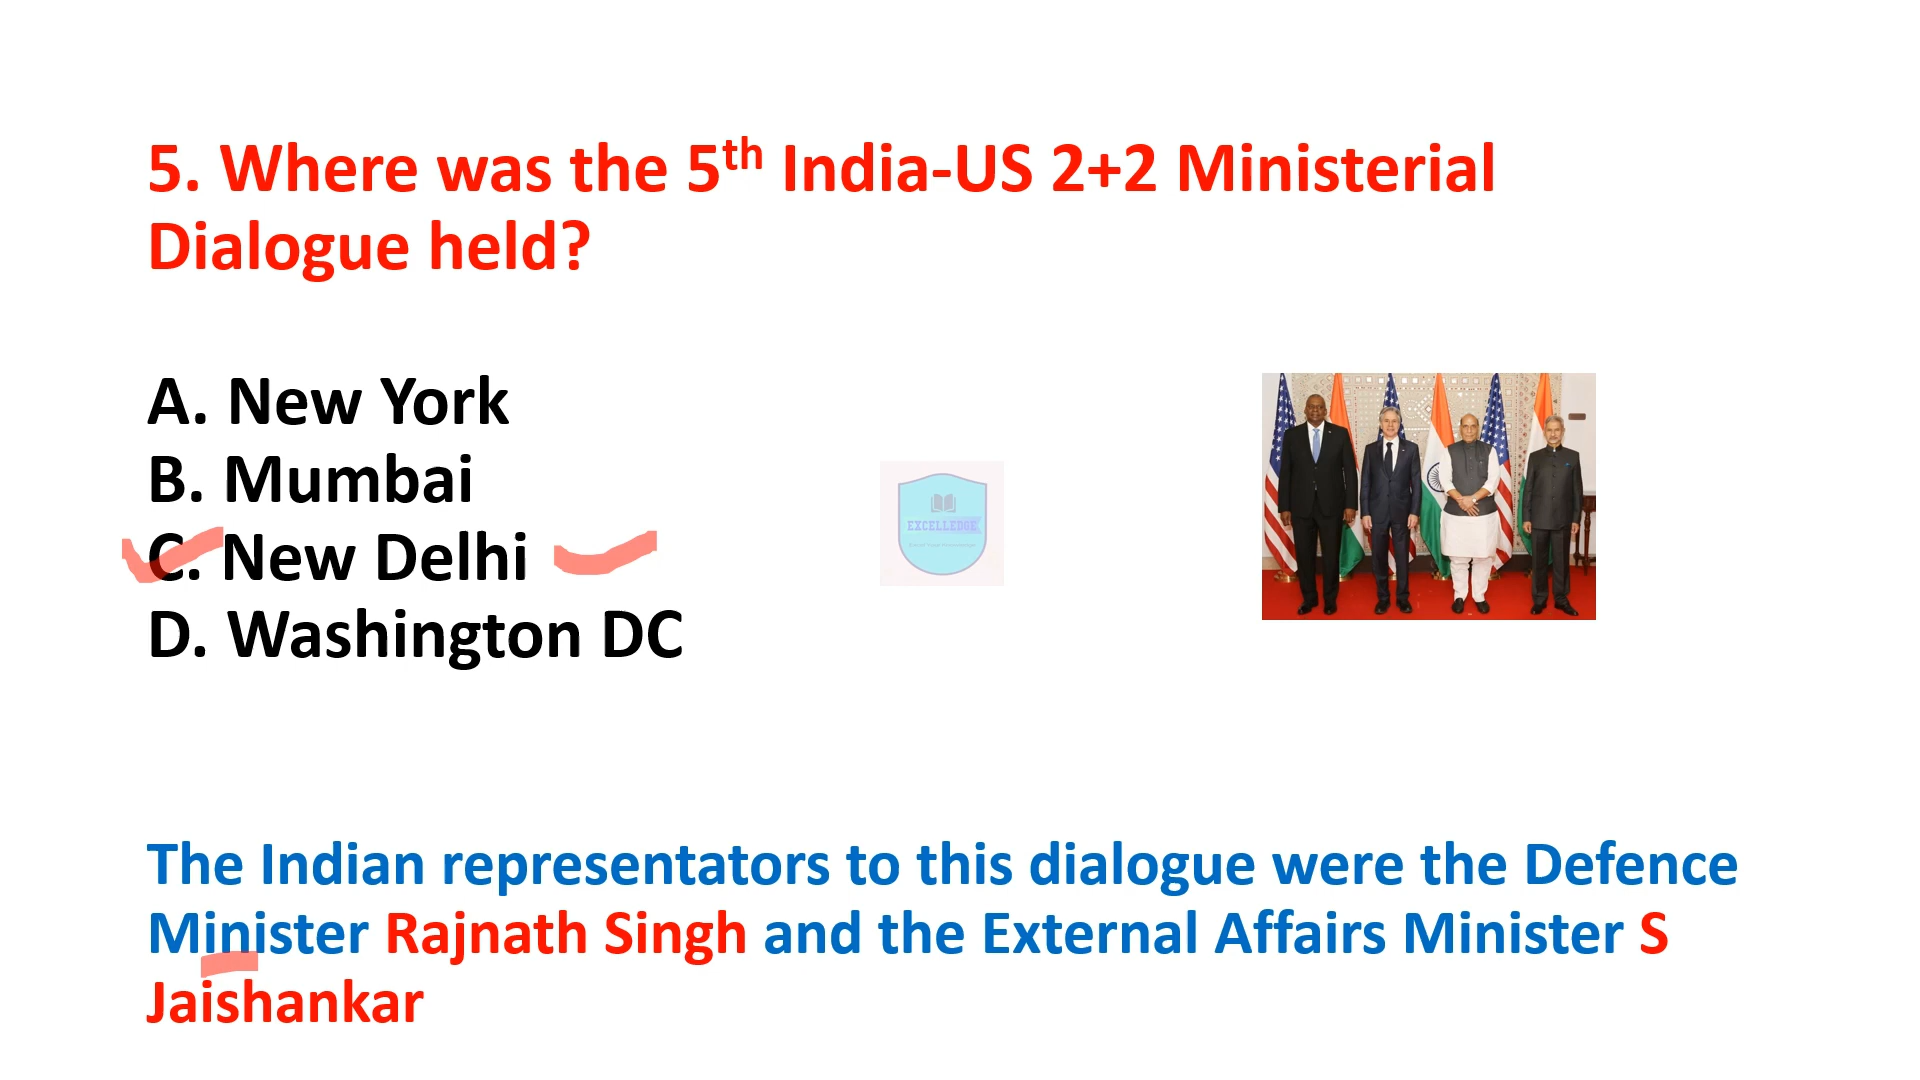 5. Where was the 5th India-US 2+2 Ministerial
Dialogue held?
A. New York
B. Mumbai
C. New Delhi
D. Washington DC
EXCELLEDGE
The Indian representators to this dialogue were the Defence
Minister Rajnath Singh and the External Affairs Minister S
Jaishankar